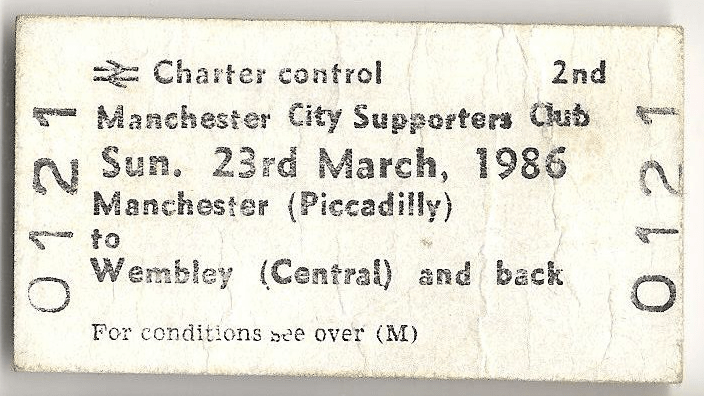 Charter control 2nd
Manchester City Supporters Club
Sun. 23rd March, 1986
Manchester (Piccadilly)
to
Wembley (Central) and back
For conditions see over (M)
0121
0121